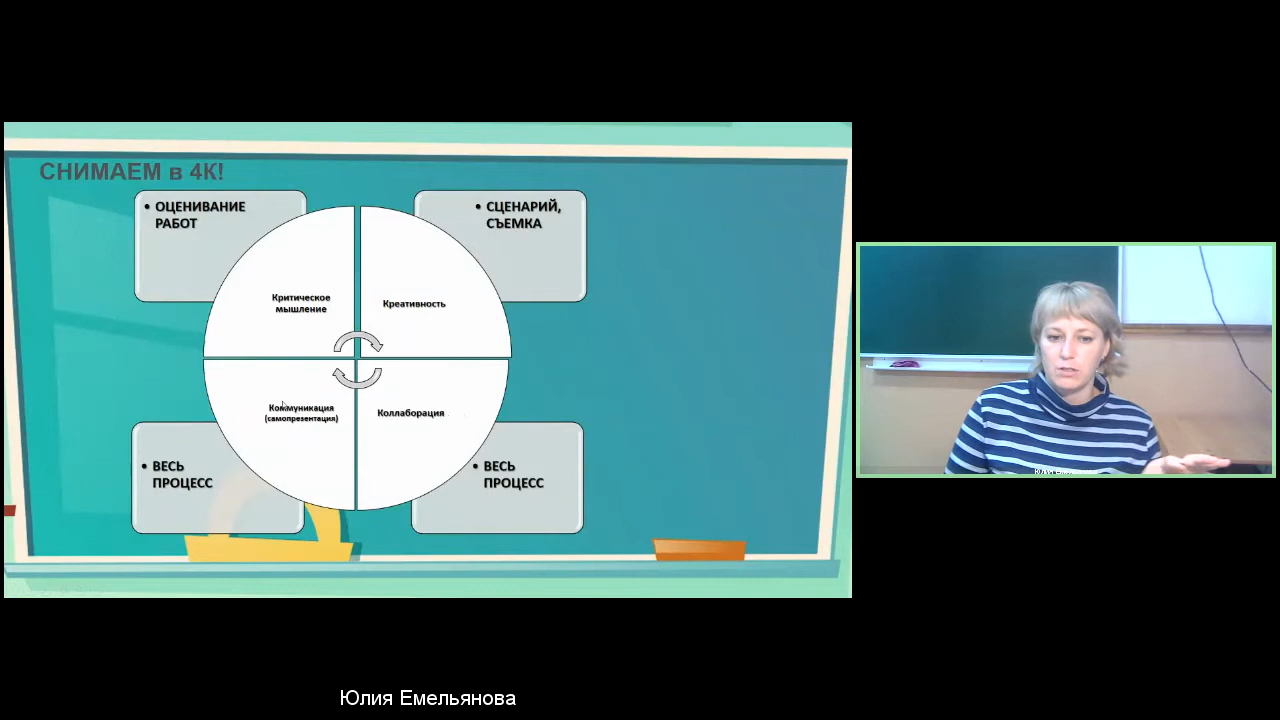 СНИМАЕМ в 4К!
• ОЦЕНИВАНИЕ
РАБОТ
• СЦЕНАРИЙ,
СЪЕМКА
Критическое
мышление
Креативность
Коммуникация
(самопрезентация)
Коллаборация
• ВЕСЬ
ПРОЦЕСС
• ВЕСЬ
ПРОЦЕСС
Юлия Емельянова